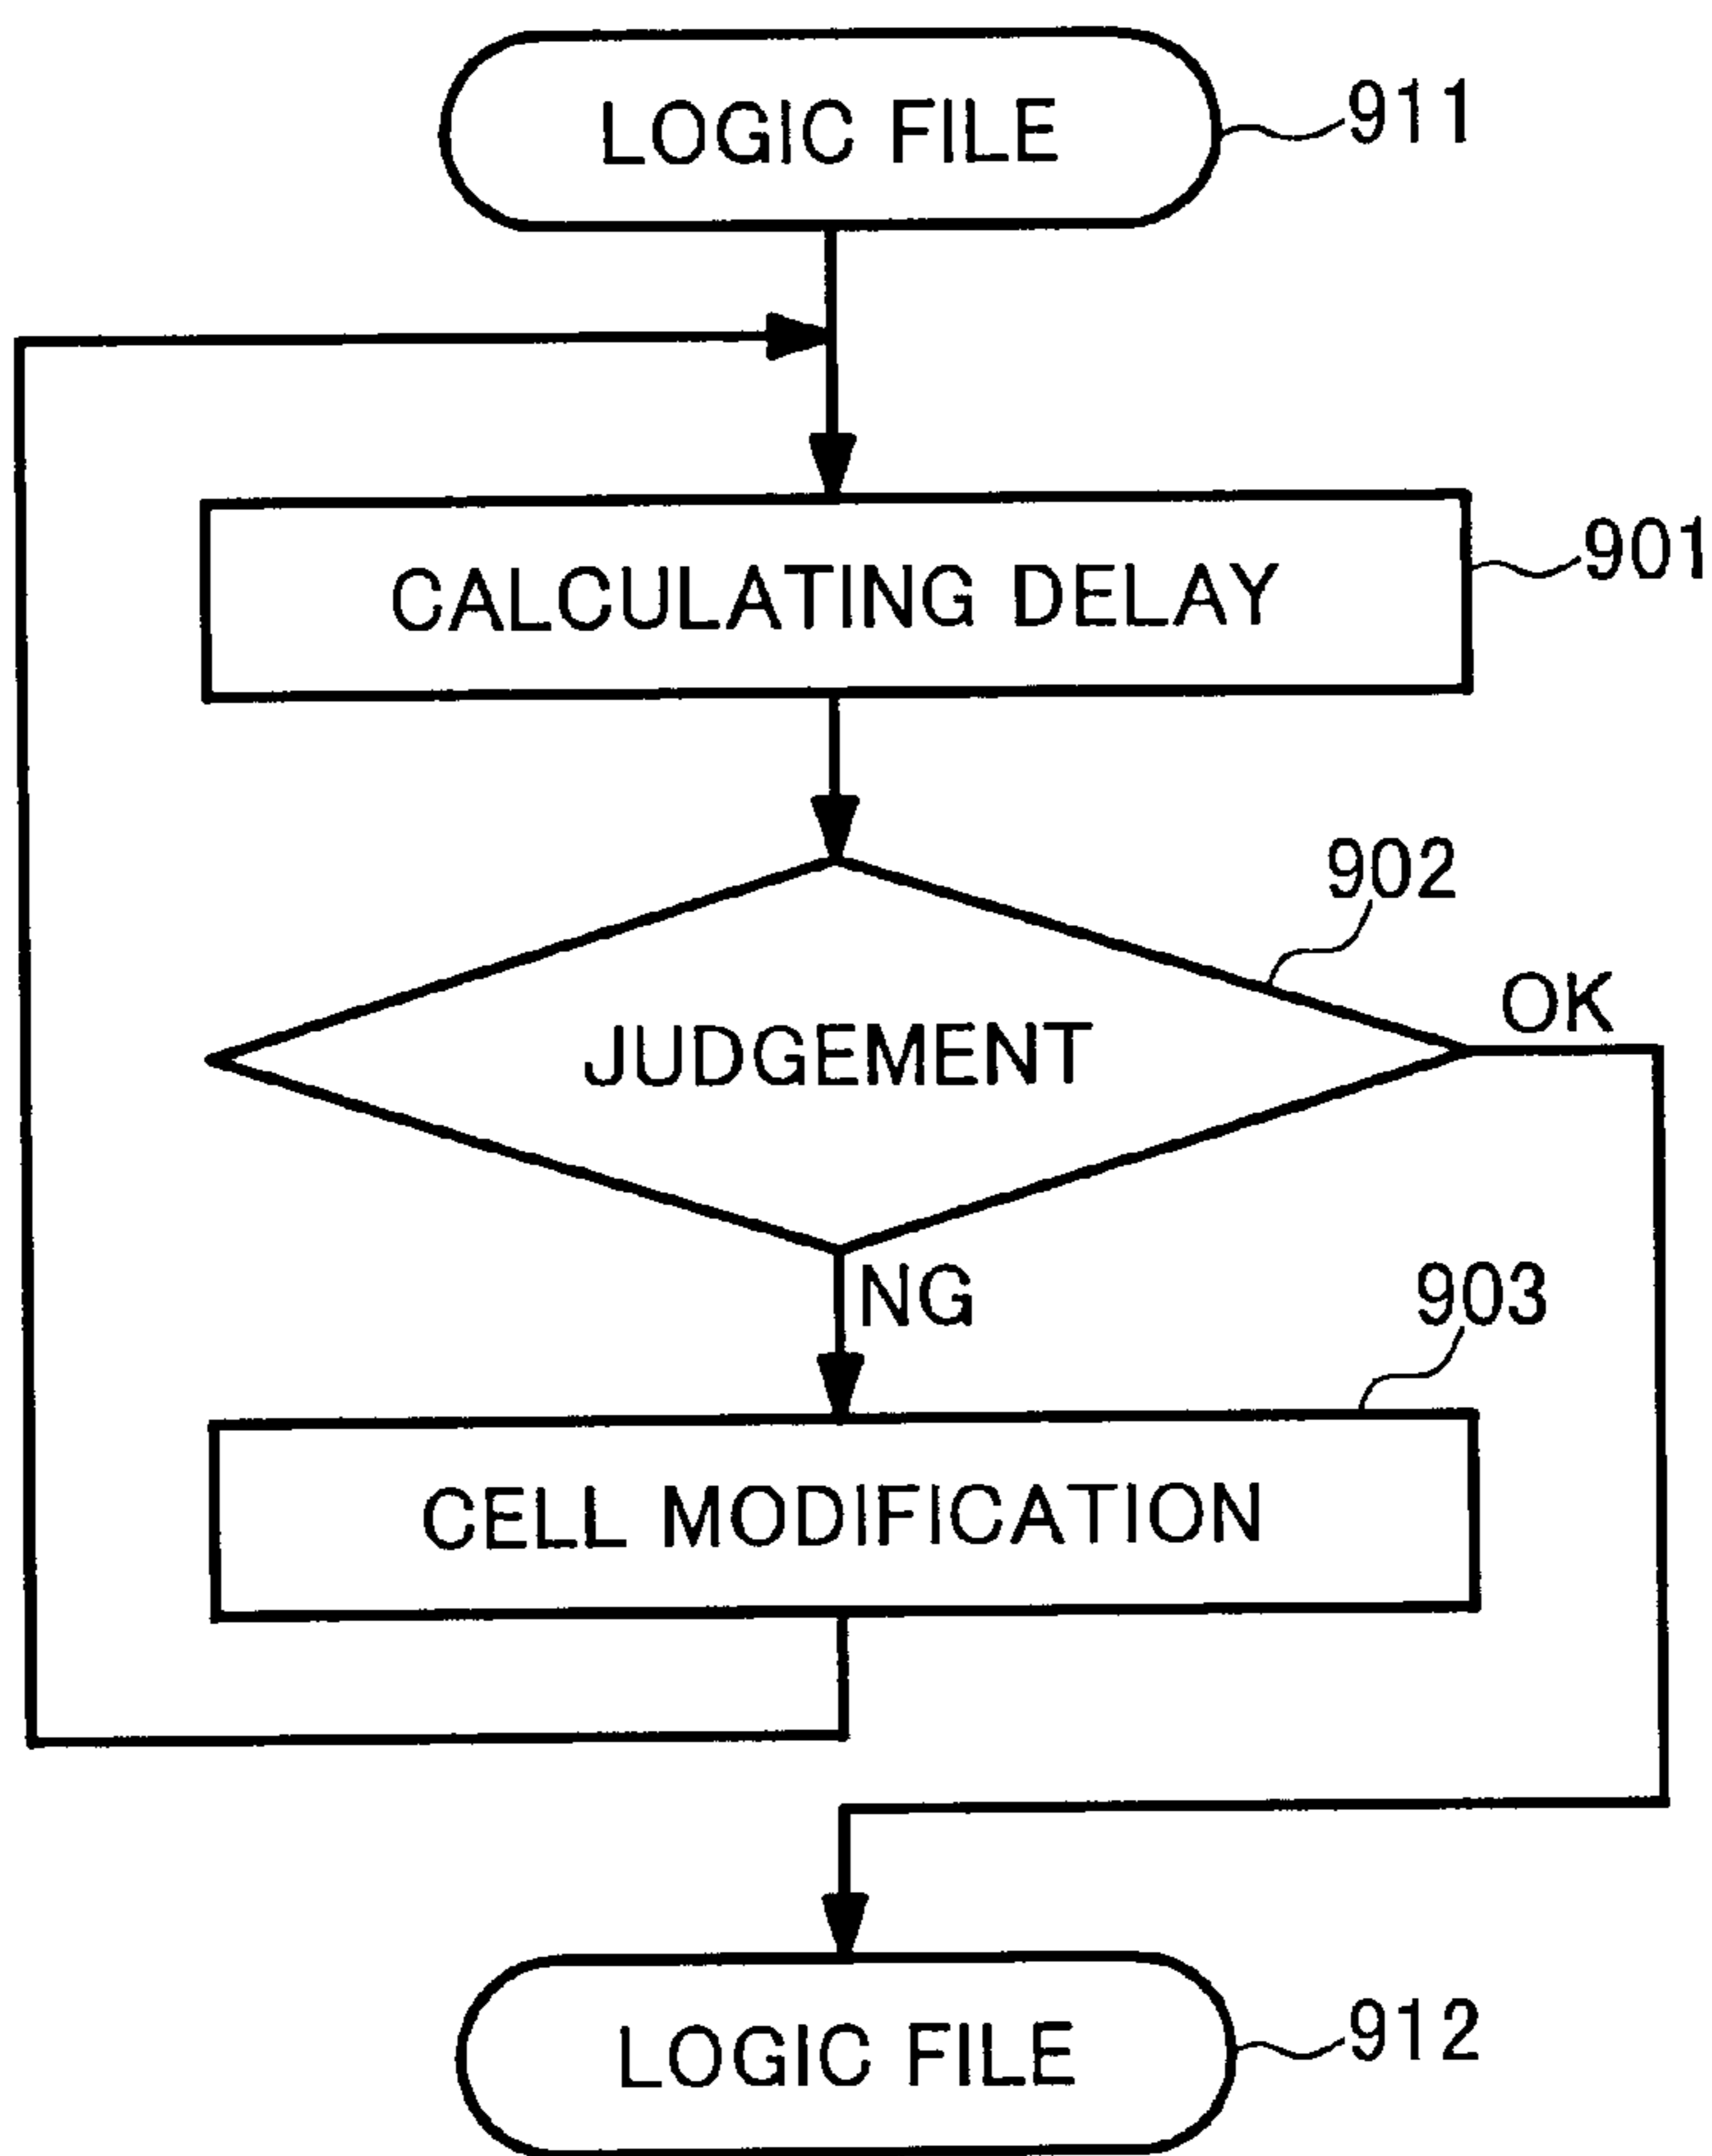 LOGIC FILE
911
CALCULATING DELAY
901
902
JUDGEMENT
OK
NG
903
CELL MODIFICATION
LOGIC FILE
912